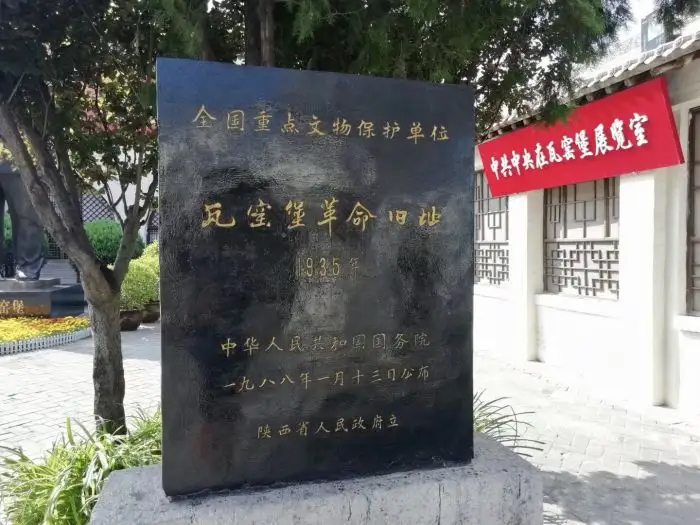 全国重点文物保护单位
瓦窑堡革命旧址
1935年
中华人民共和国国务院
一九八八年一月十三日公布
陕西省人民政府立
中共中央在瓦窑堡展览室
窑堡